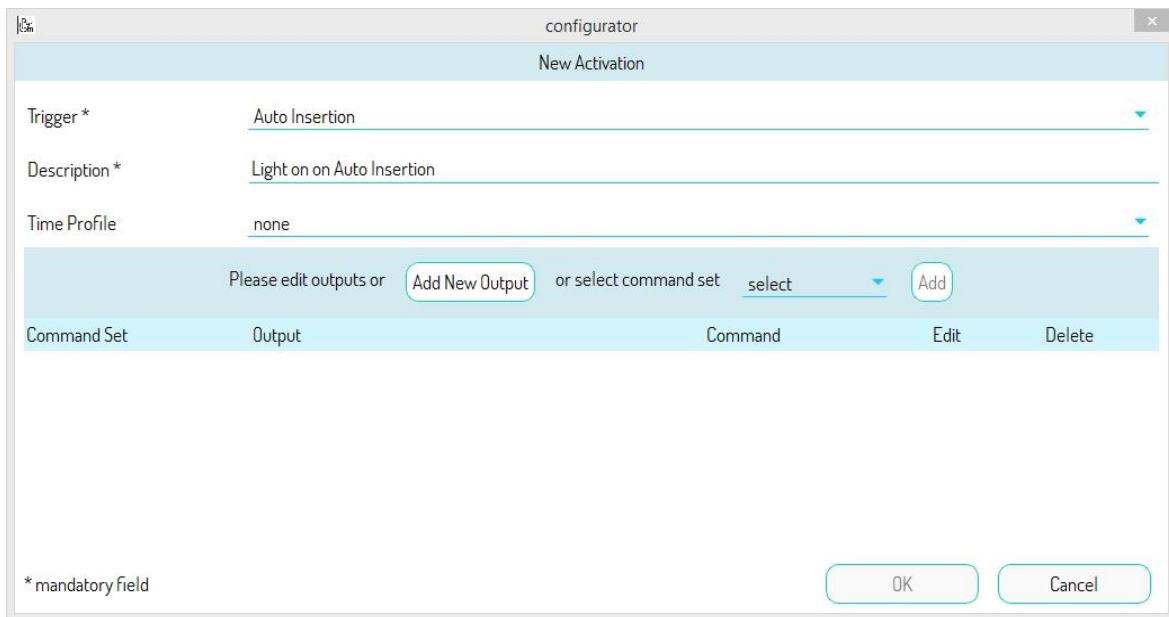 configurator
New Activation
Trigger * Auto Insertion
Description * Light on on Auto Insertion
Time Profile none
Please edit outputs or Add New Output or select command set select Add
Command Set Output Command Edit Delete
* mandatory field OK Cancel